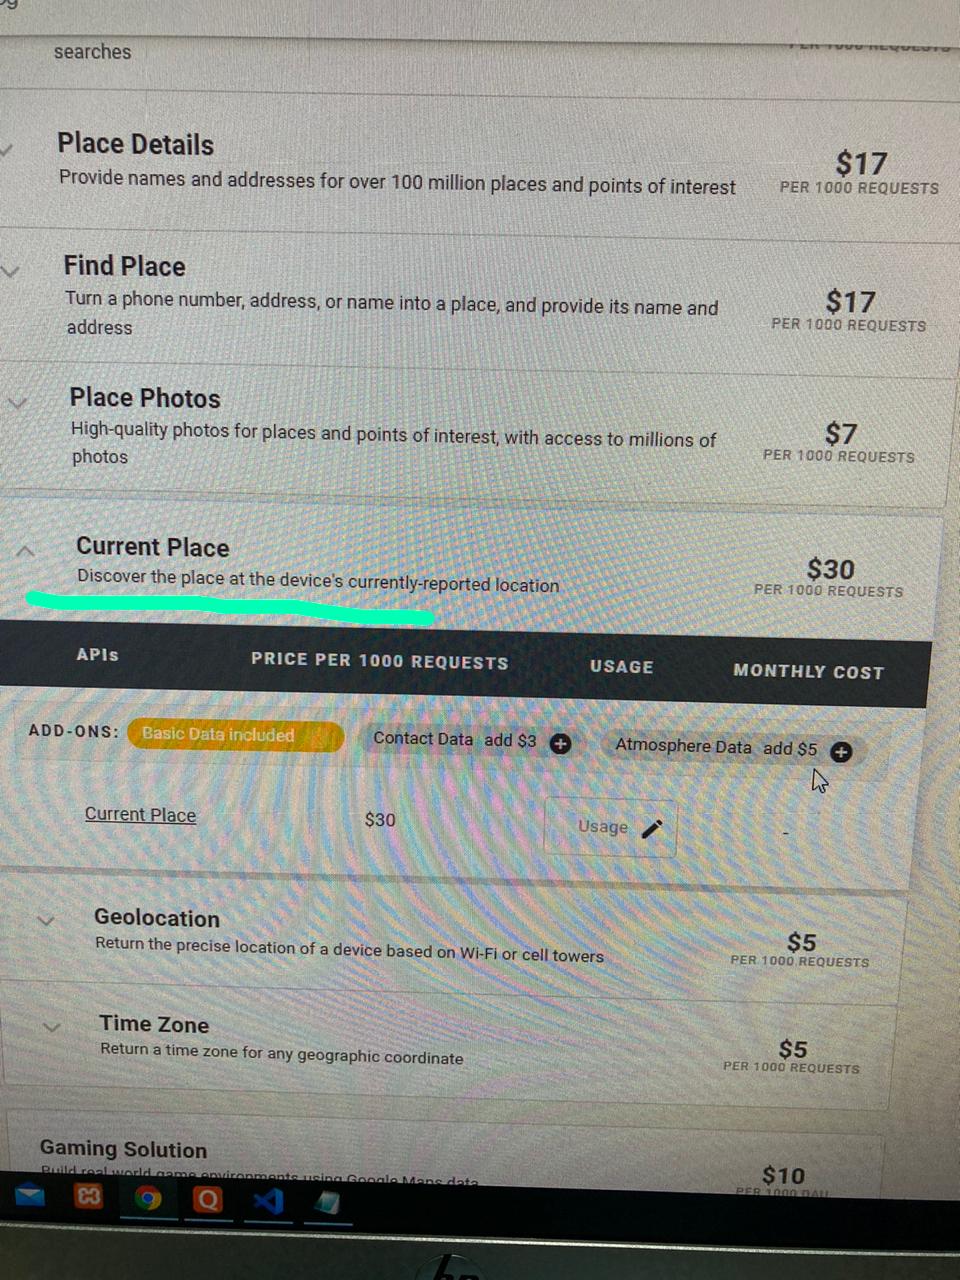 searches
PER 1000 REQUESTS
Place Details
Provide names and addresses for over 100 million places and points of interest
$17
PER 1000 REQUESTS
Find Place
Turn a phone number, address, or name into a place, and provide its name and
address
$17
PER 1000 REQUESTS
Place Photos
High-quality photos for places and points of interest, with access to millions of
photos
$7
PER 1000 REQUESTS
Current Place
Discover the place at the device's currently-reported location
$30
PER 1000 REQUESTS
APIs PRICE PER 1000 REQUESTS USAGE MONTHLY COST
ADD-ONS: Basic Data included Contact Data add $3 Atmosphere Data add $5
Current Place $30 Usage -
Geolocation
Return the precise location of a device based on Wi-Fi or cell towers
$5
PER 1000 REQUESTS
Time Zone
Return a time zone for any geographic coordinate
$5
PER 1000 REQUESTS
Gaming Solution
Build real world game environments using Google Maps data
$10
PER 1000 DAU
hp